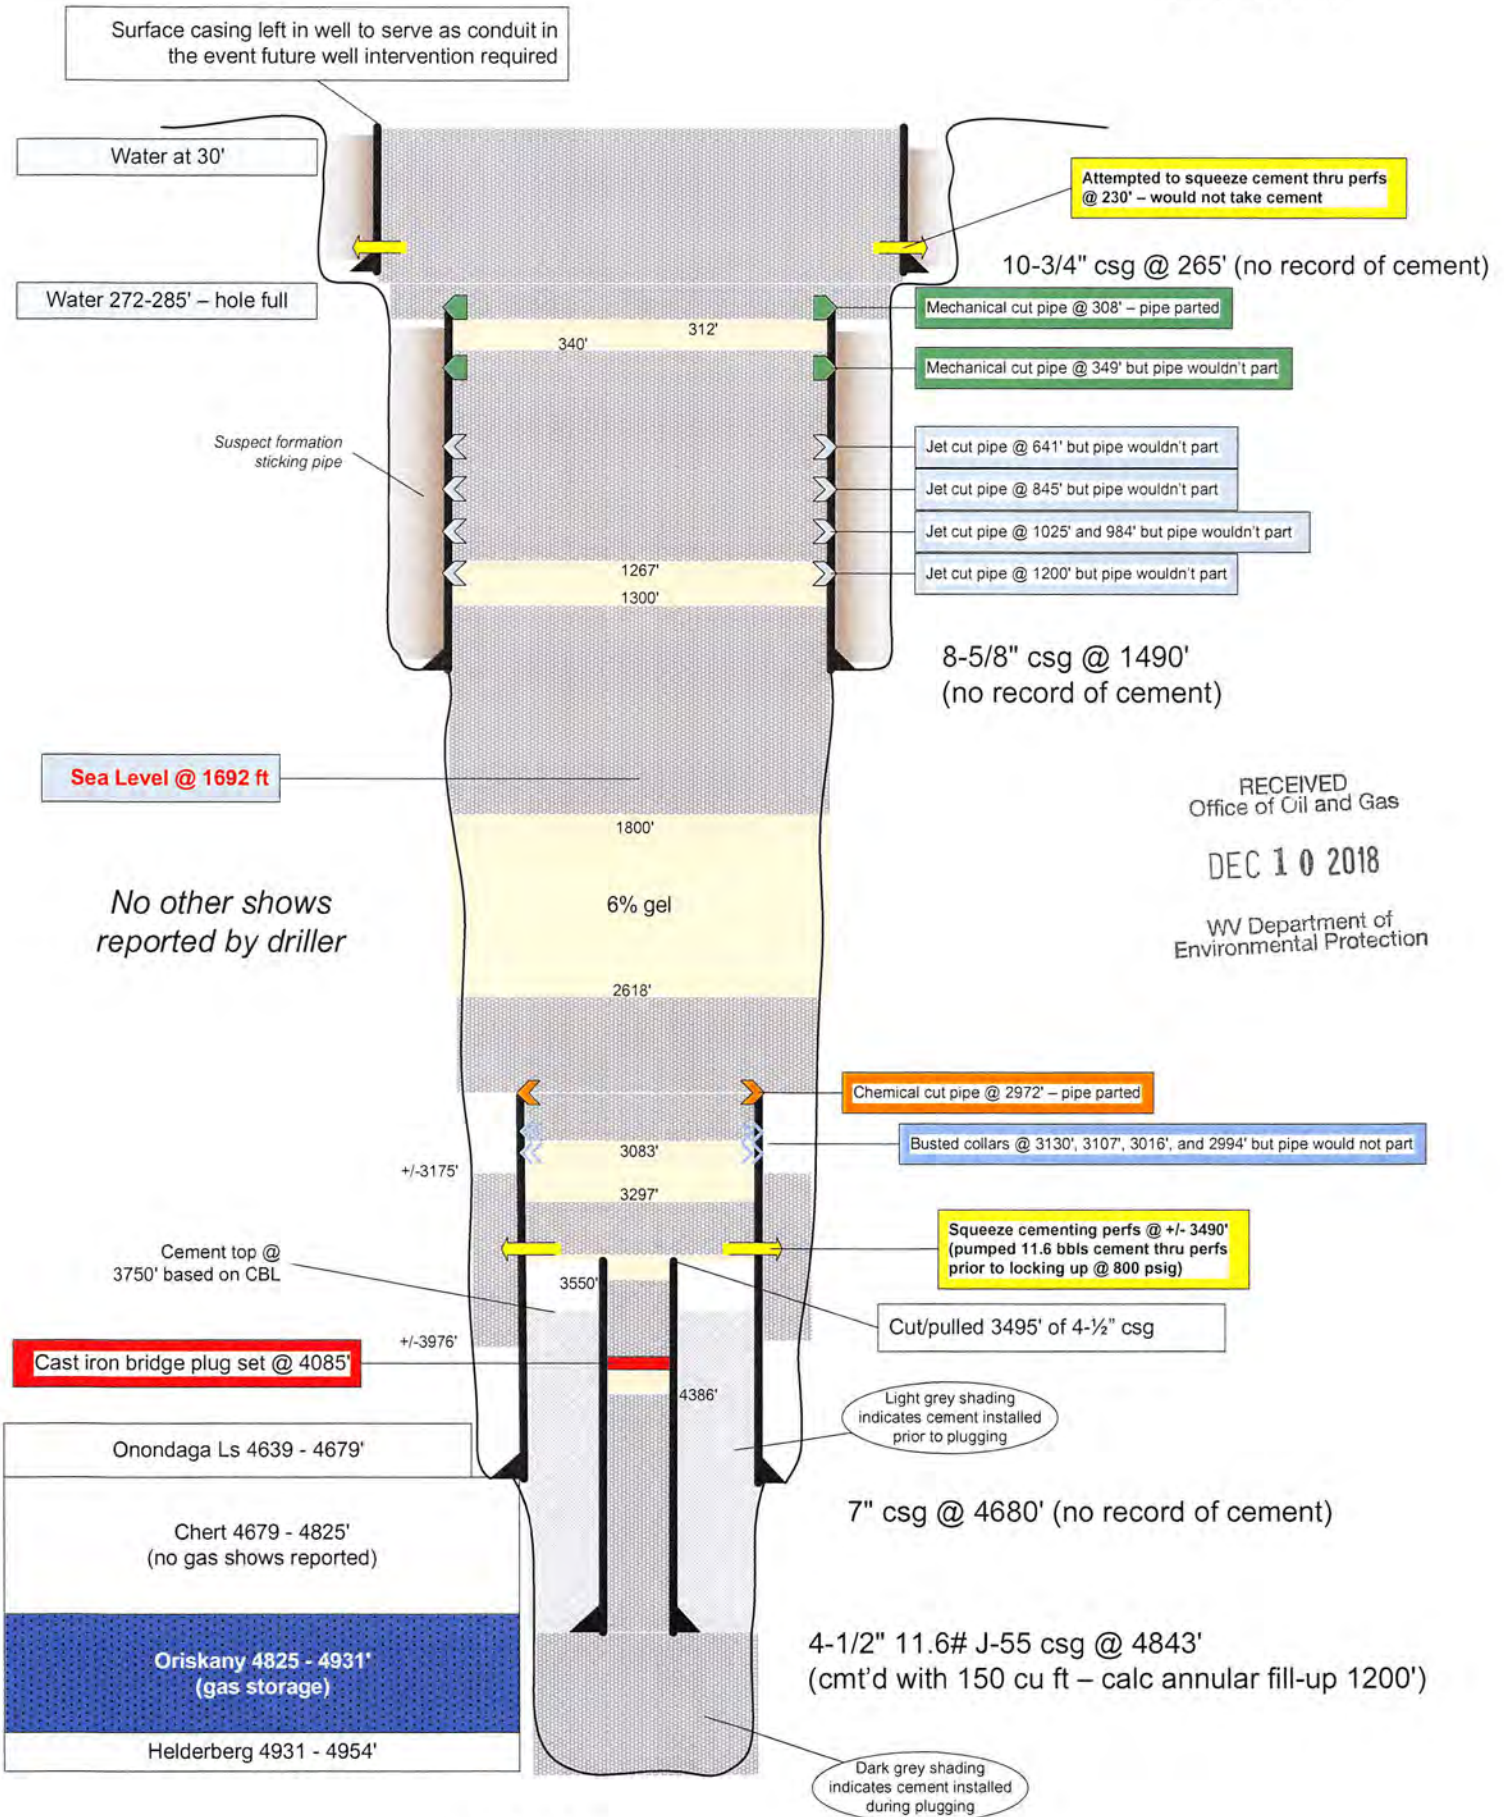 Surface casing left in well to serve as conduit in
the event future well intervention required
Water at 30'
Attempted to squeeze cement thru perfs
@ 230' – would not take cement
10-3/4" csg @ 265' (no record of cement)
Water 272-285' – hole full
Mechanical cut pipe @ 308' – pipe parted
312'
340'
Mechanical cut pipe @ 349' but pipe wouldn't part
Suspect formation
sticking pipe
Jet cut pipe @ 641' but pipe wouldn't part
Jet cut pipe @ 845' but pipe wouldn't part
Jet cut pipe @ 1025' and 984' but pipe wouldn't part
1267'
Jet cut pipe @ 1200' but pipe wouldn't part
1300'
8-5/8" csg @ 1490'
(no record of cement)
Sea Level @ 1692 ft
RECEIVED
Office of Oil and Gas
DEC 10 2018
WV Department of
Environmental Protection
1800'
No other shows
reported by driller
6% gel
2618'
Chemical cut pipe @ 2972' – pipe parted
Busted collars @ 3130', 3107', 3016', and 2994' but pipe would not part
3083'
+/-3175'
3297'
Squeeze cementing perfs @ +/- 3490'
(pumped 11.6 bbls cement thru perfs
prior to locking up @ 800 psig)
Cement top @
3750' based on CBL
3550'
Cut/pulled 3495' of 4-½" csg
+/-3976'
Cast iron bridge plug set @ 4085'
4386'
Light grey shading
indicates cement installed
prior to plugging
Onondaga Ls 4639 - 4679'
7" csg @ 4680' (no record of cement)
Chert 4679 - 4825'
(no gas shows reported)
Oriskany 4825 - 4931'
(gas storage)
4-1/2" 11.6# J-55 csg @ 4843'
(cmt'd with 150 cu ft – calc annular fill-up 1200')
Helderberg 4931 - 4954'
Dark grey shading
indicates cement installed
during plugging